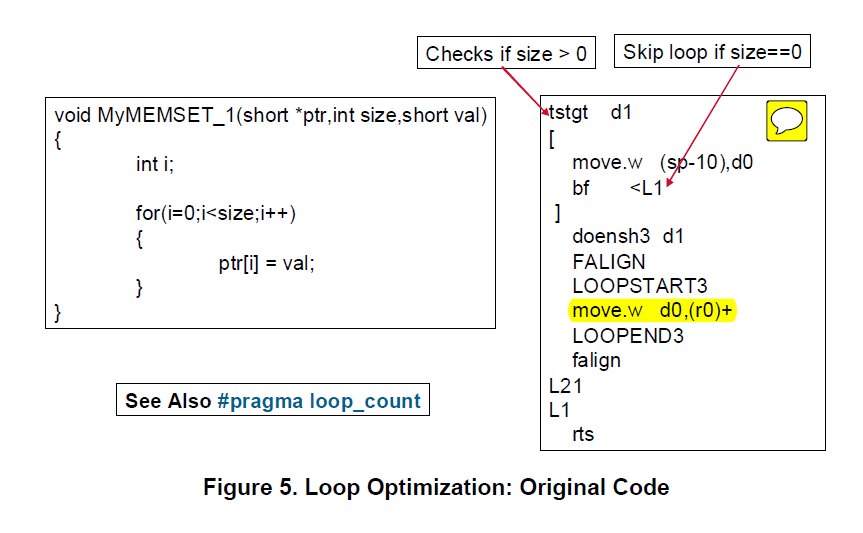 Checks if size > 0
Skip loop if size==0
void MyMEMSET_1(short *ptr,int size,short val)
{
int i;
for(i=0;i<size;i++)
{
ptr[i] = val;
}
}
See Also #pragma loop_count
tstgt d1
[
move.w (sp-10),d0
bf <L1
]
doensh3 d1
FALIGN
LOOPSTART3
move.w d0,(r0)+
LOOPEND3
falign
L21
L1
rts
Figure 5. Loop Optimization: Original Code